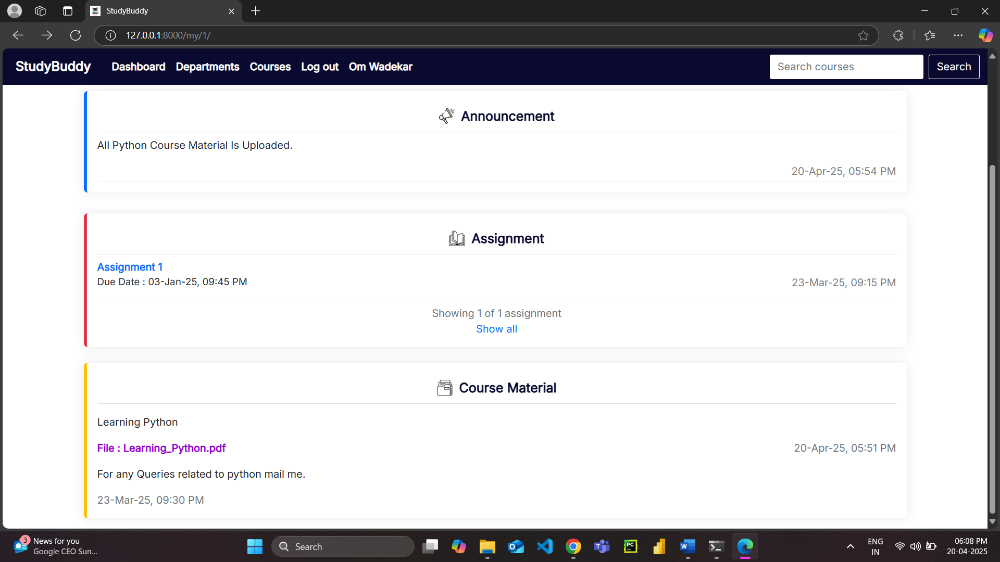 StudyBuddy
127.0.0.1:8000/my/1/
StudyBuddy Dashboard Departments Courses Log out Om Wadekar Search courses Search
Announcement
All Python Course Material Is Uploaded.
20-Apr-25, 05:54 PM
Assignment
Assignment 1
Due Date : 03-Jan-25, 09:45 PM
23-Mar-25, 09:15 PM
Showing 1 of 1 assignment
Show all
Course Material
Learning Python
File : Learning_Python.pdf
20-Apr-25, 05:51 PM
For any Queries related to python mail me.
23-Mar-25, 09:30 PM
3
News for you
Google CEO Sun...
Search
ENG
IN
06:08 PM
20-04-2025